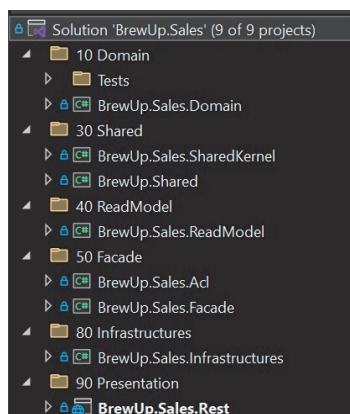 Solution 'BrewUp.Sales' (9 of 9 projects)
10 Domain
Tests
C# BrewUp.Sales.Domain
30 Shared
C# BrewUp.Sales.SharedKernel
C# BrewUp.Shared
40 ReadModel
C# BrewUp.Sales.ReadModel
50 Facade
C# BrewUp.Sales.Acl
C# BrewUp.Sales.Facade
80 Infrastructures
C# BrewUp.Sales.Infrastructures
90 Presentation
BrewUp.Sales.Rest